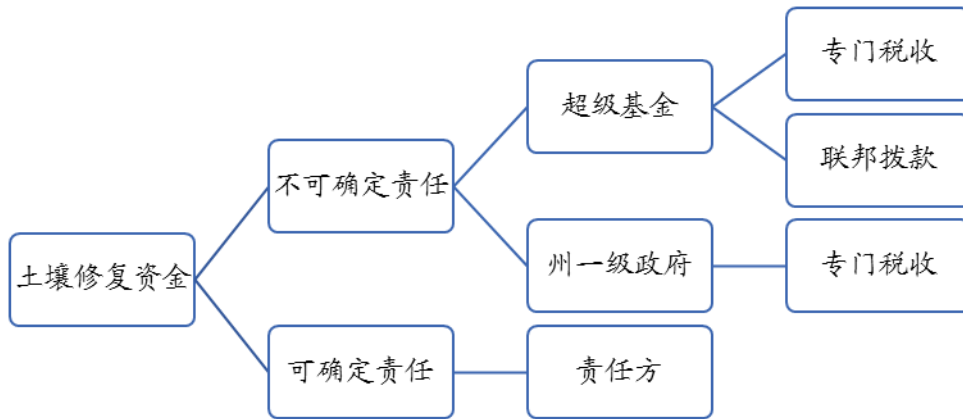 专门税收
超级基金
联邦拨款
不可确定责任
土壤修复资金
州一级政府
专门税收
可确定责任
责任方